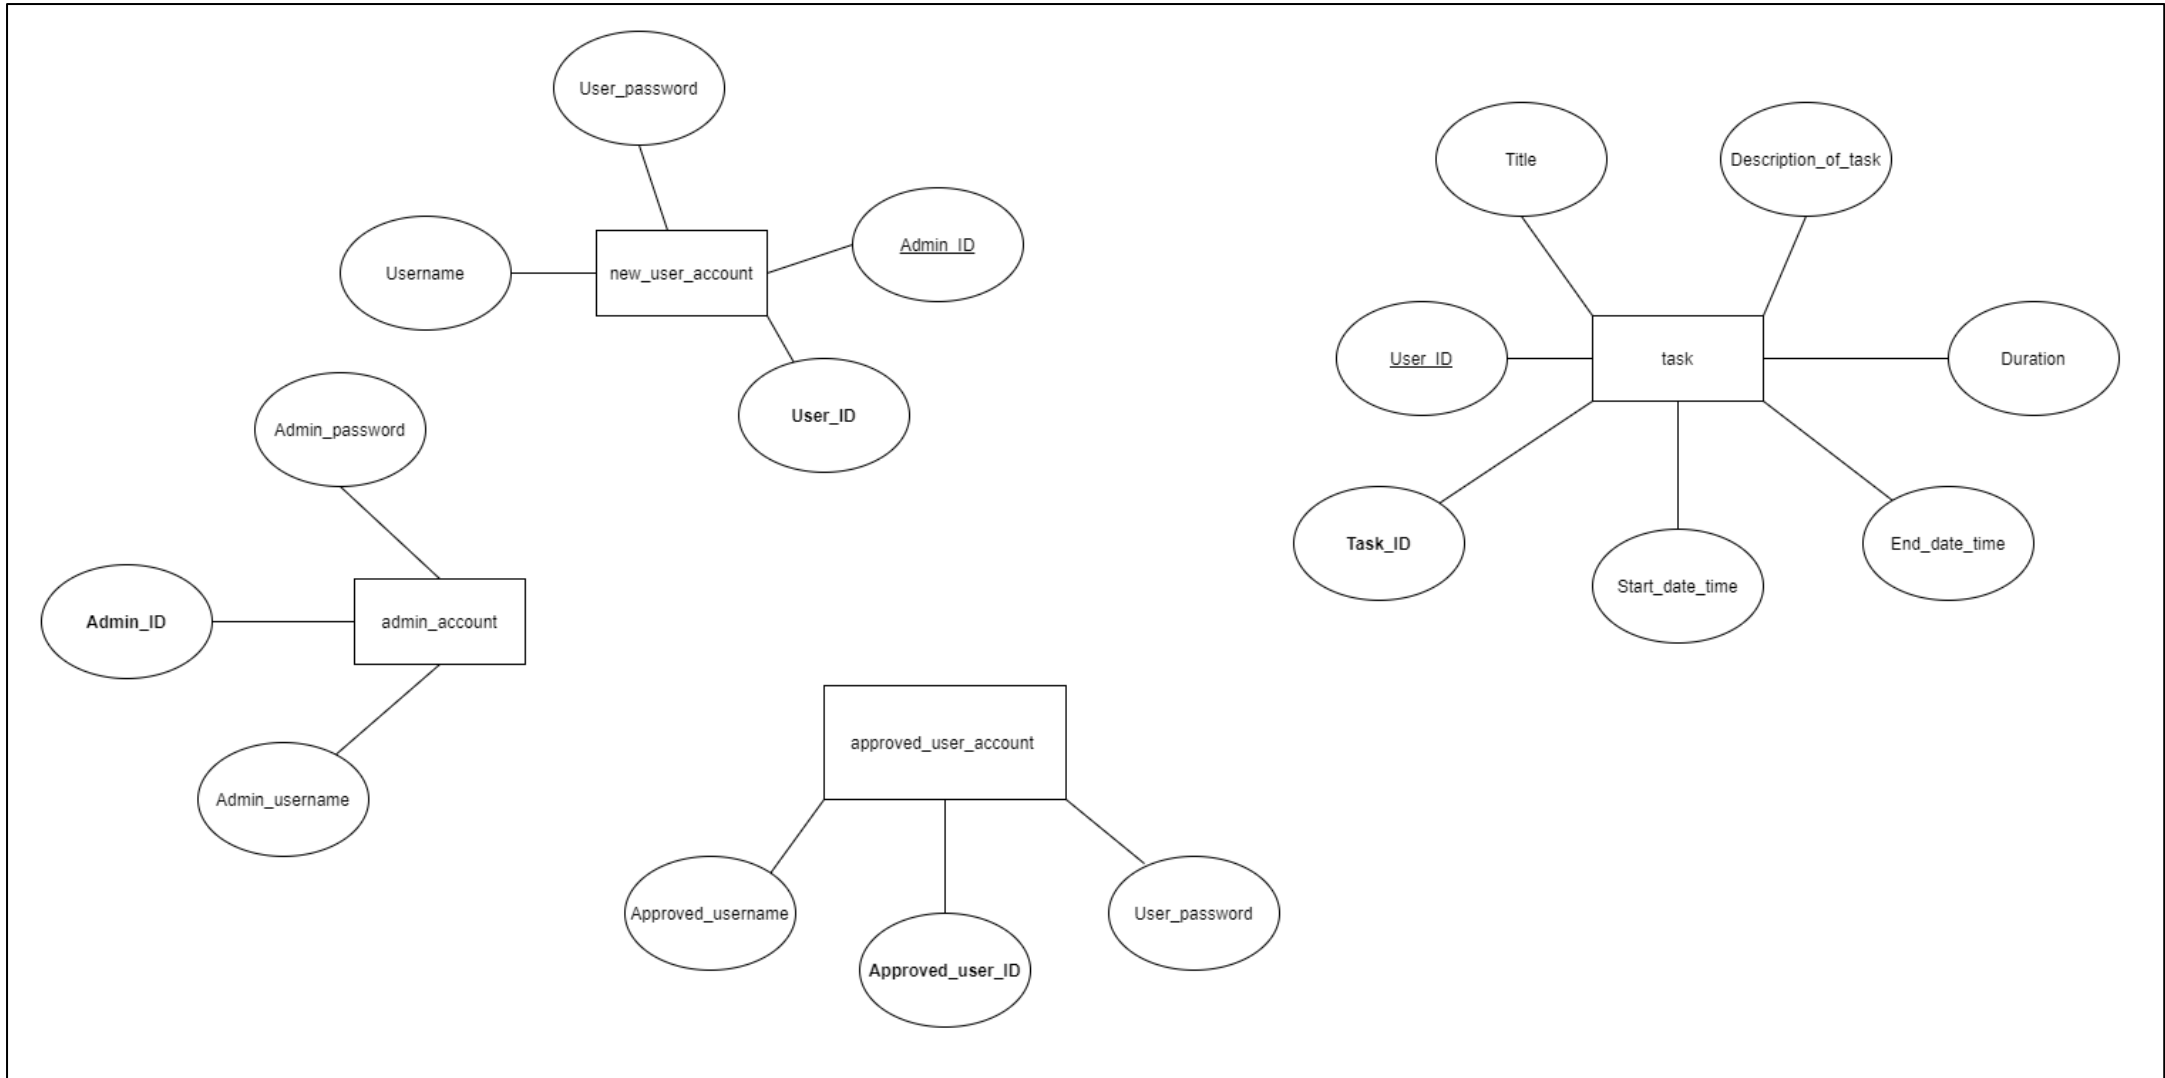 User_password
Title
Description_of_task
Admin_ID
Username
new_user_account
User_ID
task
Duration
User_ID
Admin_password
Task_ID
End_date_time
Start_date_time
Admin_ID
admin_account
approved_user_account
Admin_username
Approved_username
User_password
Approved_user_ID